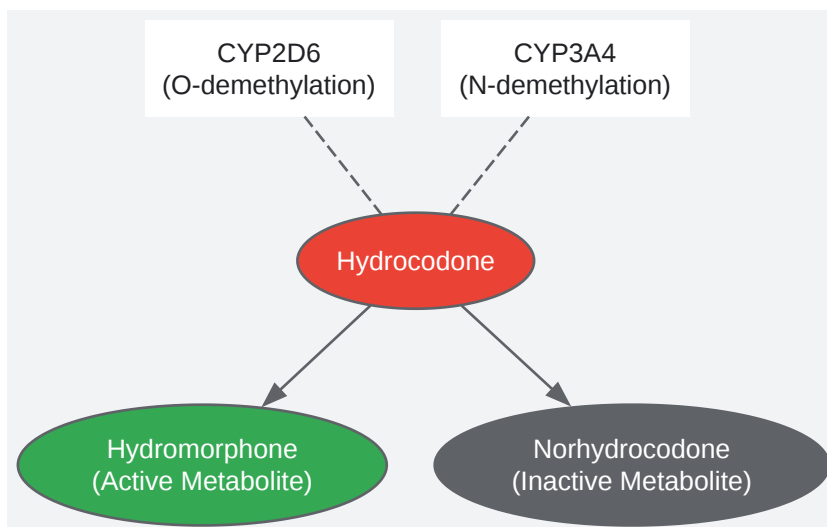 CYP2D6
(O-demethylation)
CYP3A4
(N-demethylation)
Hydrocodone
Hydromorphone
(Active Metabolite)
Norhydrocodone
(Inactive Metabolite)